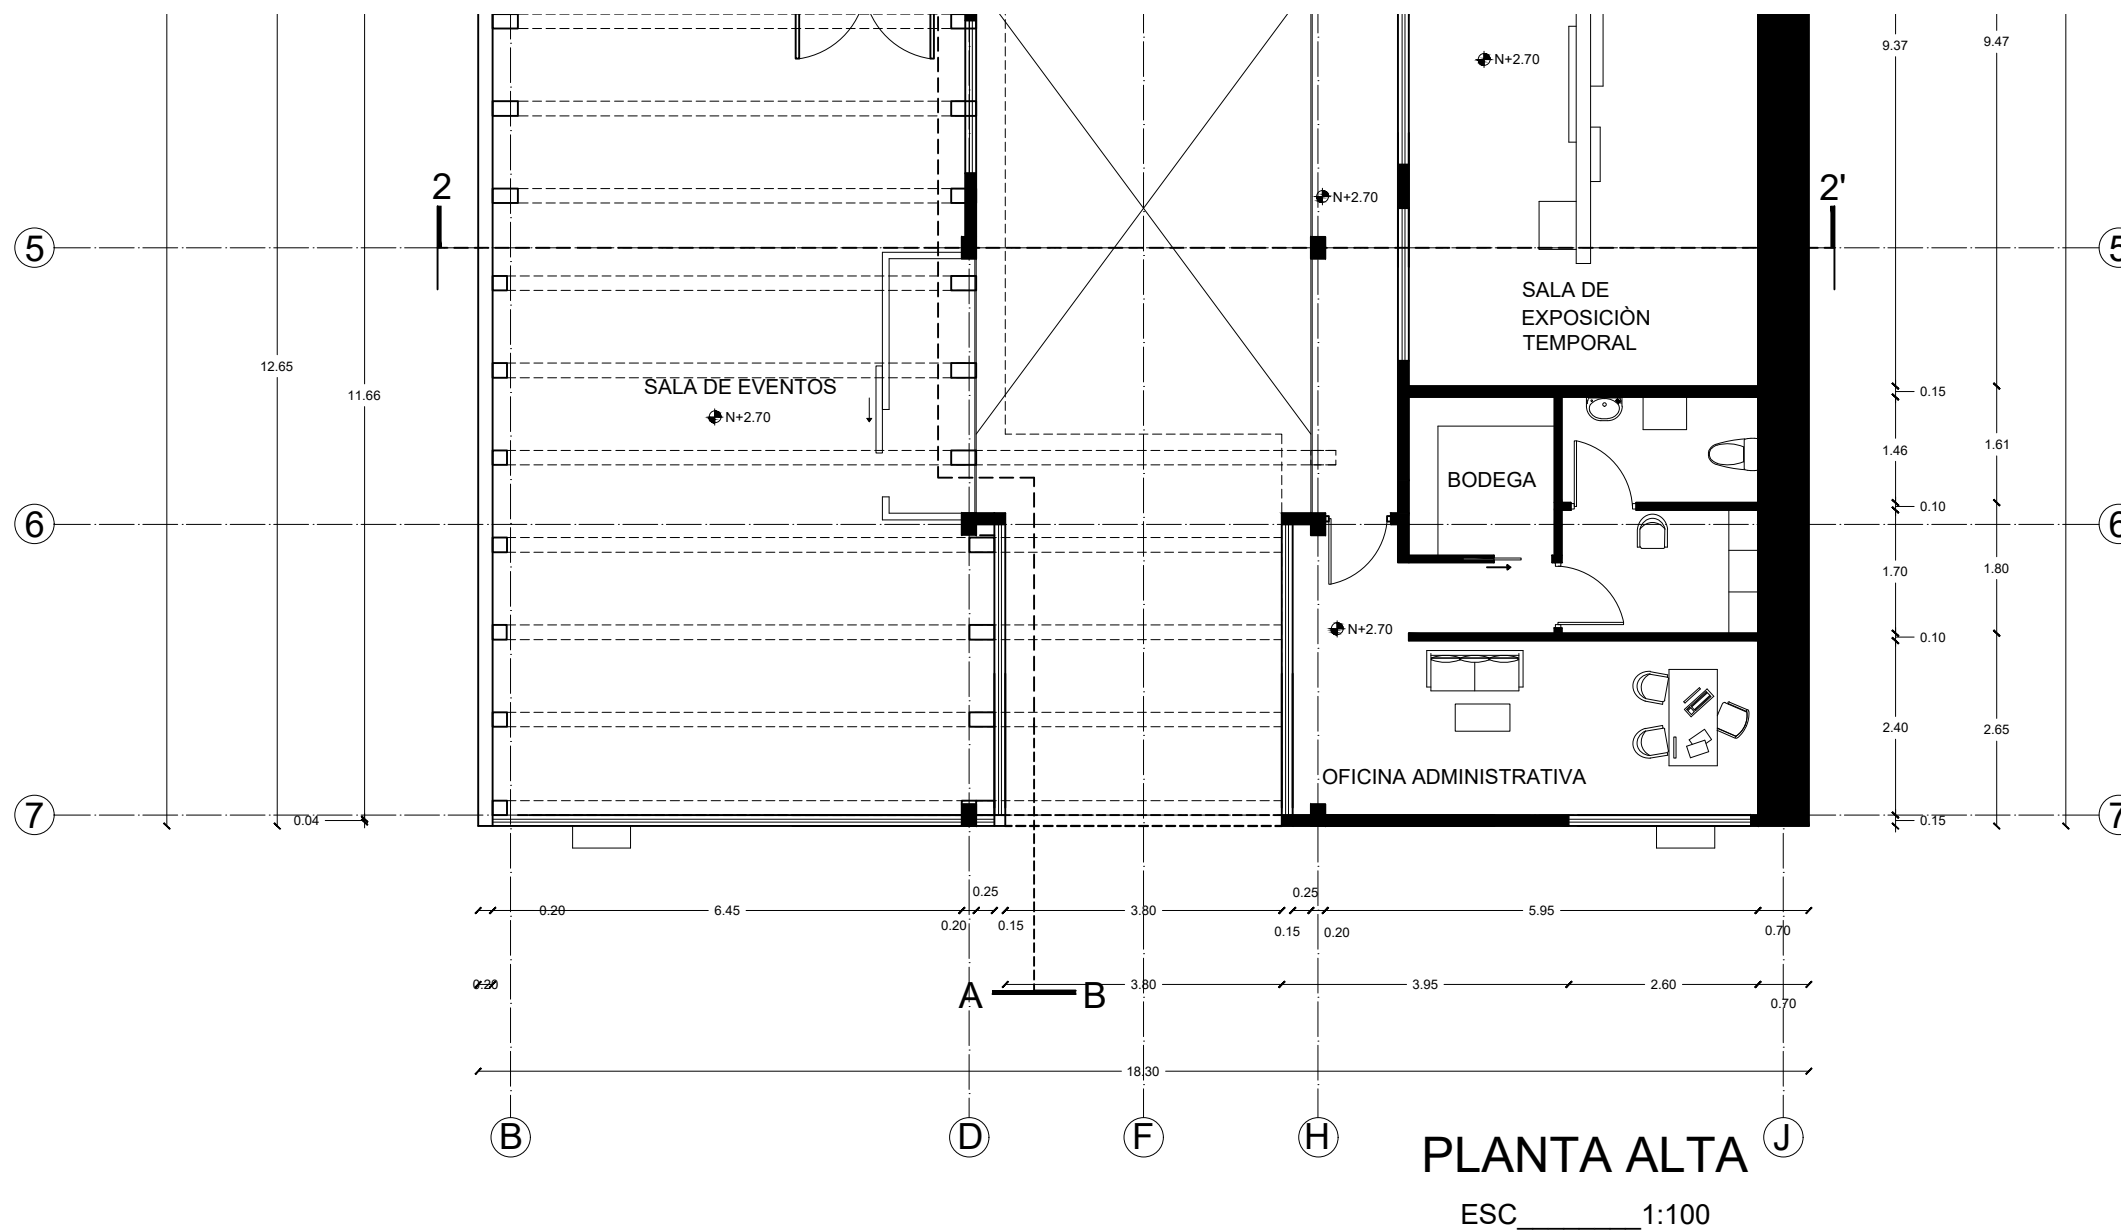 9.37
9.47
N+2.70
2
2'
N+2.70
5
5
SALA DE
EXPOSICIÒN
TEMPORAL
12.65
11.66
SALA DE EVENTOS
N+2.70
0.15
1.46
1.61
BODEGA
0.10
6
6
1.70
1.80
N+2.70
0.10
2.40
2.65
OFICINA ADMINISTRATIVA
7
0.04
0.15
7
0.25
0.25
0.20
6.45
3.80
5.95
0.20
0.15
0.15
0.20
0.70
0.20
A
B
3.80
3.95
2.60
0.70
18.30
B
D
F
H
J
PLANTA ALTA
ESC________1:100